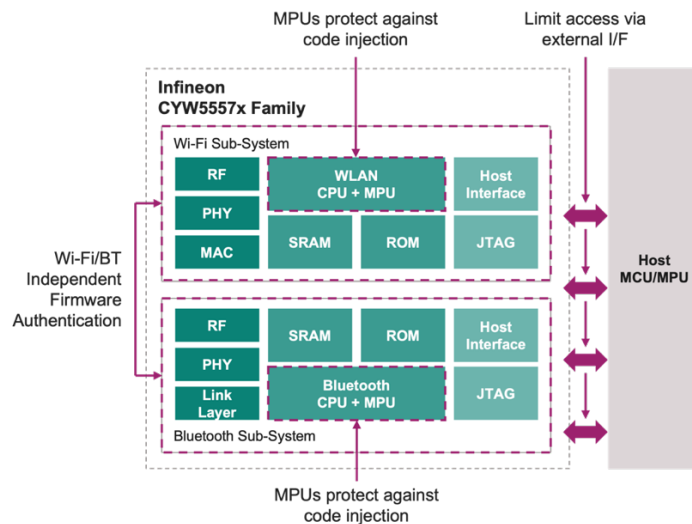 MPUs protect against
code injection
Limit access via
external I/F
Infineon
CYW5557x Family
Wi-Fi Sub-System
RF
PHY
MAC
WLAN
CPU + MPU
SRAM
ROM
Host
Interface
JTAG
Host
MCU/MPU
Wi-Fi/BT
Independent
Firmware
Authentication
RF
PHY
Link
Layer
SRAM
ROM
Bluetooth
CPU + MPU
Host
Interface
JTAG
Bluetooth Sub-System
MPUs protect against
code injection